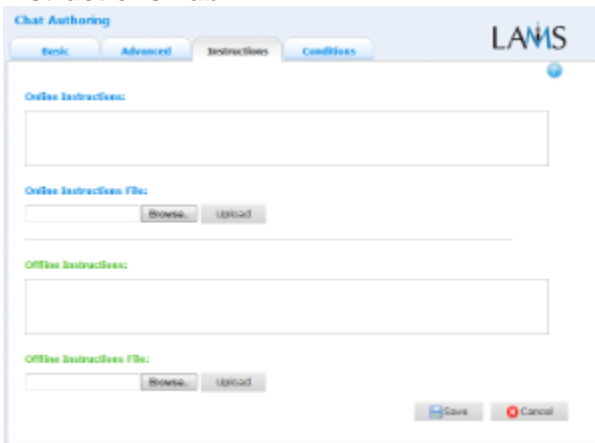 Chat Authoring
LAMS
Basic Advanced Instructions Conditions
Online Instructions:
Online Instructions File:
Browse.. Upload
Offline Instructions:
Offline Instructions File:
Browse.. Upload
Save Cancel